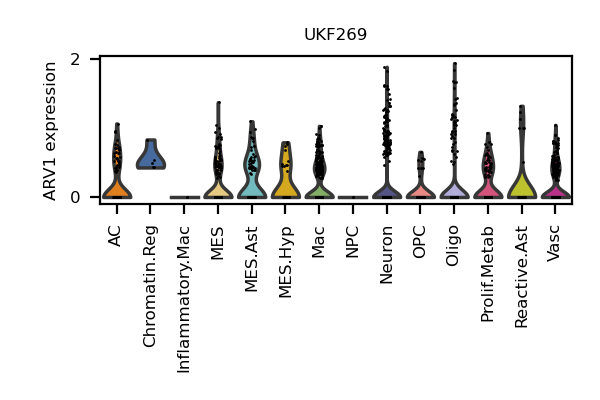 UKF269
ARV1 expression
2
0
AC
Chromatin.Reg
Inflammatory.Mac
MES
MES.Ast
MES.Hyp
Mac
NPC
Neuron
OPC
Oligo
Prolif.Metab
Reactive.Ast
Vasc